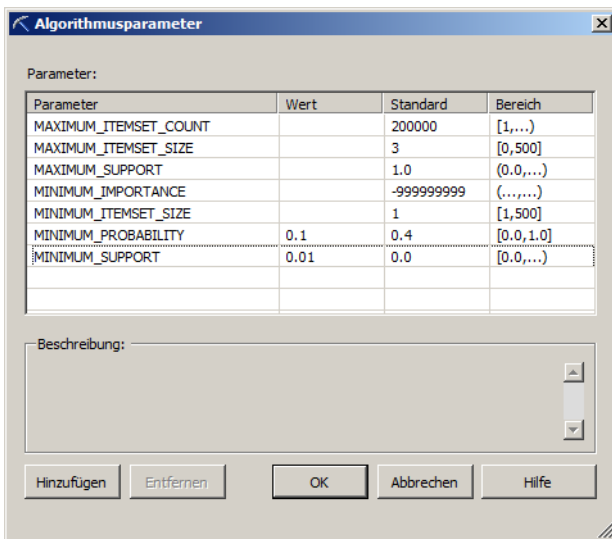 Algorithmusparameter
Parameter:
Parameter Wert Standard Bereich
MAXIMUM_ITEMSET_COUNT 200000 [1,...)
MAXIMUM_ITEMSET_SIZE 3 [0,500]
MAXIMUM_SUPPORT 1.0 (0.0,...)
MINIMUM_IMPORTANCE -999999999 (...,...)
MINIMUM_ITEMSET_SIZE 1 [1,500]
MINIMUM_PROBABILITY 0.1 0.4 [0.0,1.0]
MINIMUM_SUPPORT 0.01 0.0 [0.0,...)
Beschreibung:
Hinzufügen Entfernen OK Abbrechen Hilfe